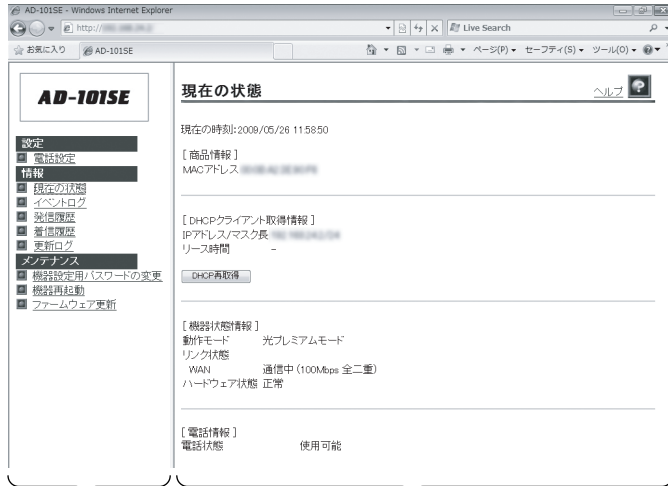 AD-101SE - Windows Internet Explorer
http://
Live Search
お気に入り
AD-101SE
ページ(P)
セーフティ(S)
ツール(O)
AD-101SE
設定
電話設定
情報
現在の状態
イベントログ
発信履歴
着信履歴
更新ログ
メンテナンス
機器設定用パスワードの変更
機器再起動
ファームウェア更新
現在の状態
ヘルプ
現在の時刻:2009/05/26 11:58:50
[ 商品情報 ]
MACアドレス
[ DHCPクライアント取得情報 ]
IPアドレス/マスク長
リース時間 -
DHCP再取得
[ 機器状態情報 ]
動作モード 光プレミアムモード
リンク状態
WAN 通信中 (100Mbps 全二重)
ハードウェア状態 正常
[ 電話情報 ]
電話状態 使用可能